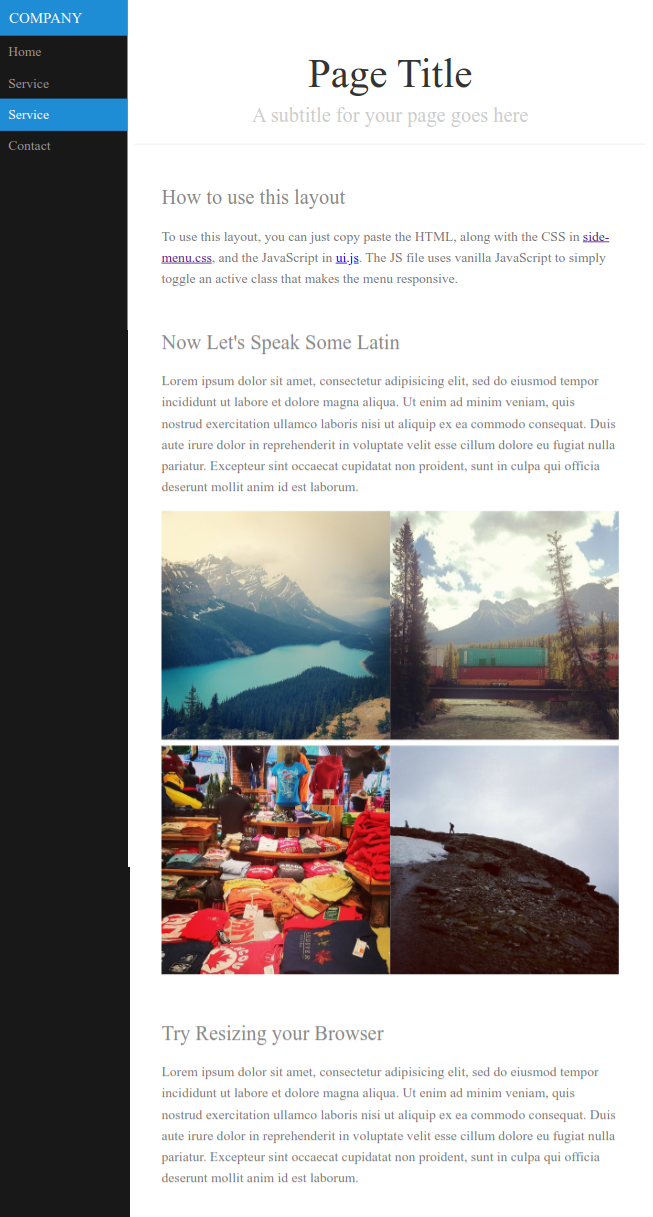 COMPANY
Home
Service
Service
Contact
Page Title
A subtitle for your page goes here
How to use this layout
To use this layout, you can just copy paste the HTML, along with the CSS in side-
menu.css, and the JavaScript in ui.js. The JS file uses vanilla JavaScript to simply
toggle an active class that makes the menu responsive.
Now Let's Speak Some Latin
Lorem ipsum dolor sit amet, consectetur adipisicing elit, sed do eiusmod tempor
incididunt ut labore et dolore magna aliqua. Ut enim ad minim veniam, quis
nostrud exercitation ullamco laboris nisi ut aliquip ex ea commodo consequat. Duis
aute irure dolor in reprehenderit in voluptate velit esse cillum dolore eu fugiat nulla
pariatur. Excepteur sint occaecat cupidatat non proident, sunt in culpa qui officia
deserunt mollit anim id est laborum.
Try Resizing your Browser
Lorem ipsum dolor sit amet, consectetur adipisicing elit, sed do eiusmod tempor
incididunt ut labore et dolore magna aliqua. Ut enim ad minim veniam, quis
nostrud exercitation ullamco laboris nisi ut aliquip ex ea commodo consequat. Duis
aute irure dolor in reprehenderit in voluptate velit esse cillum dolore eu fugiat nulla
pariatur. Excepteur sint occaecat cupidatat non proident, sunt in culpa qui officia
deserunt mollit anim id est laborum.